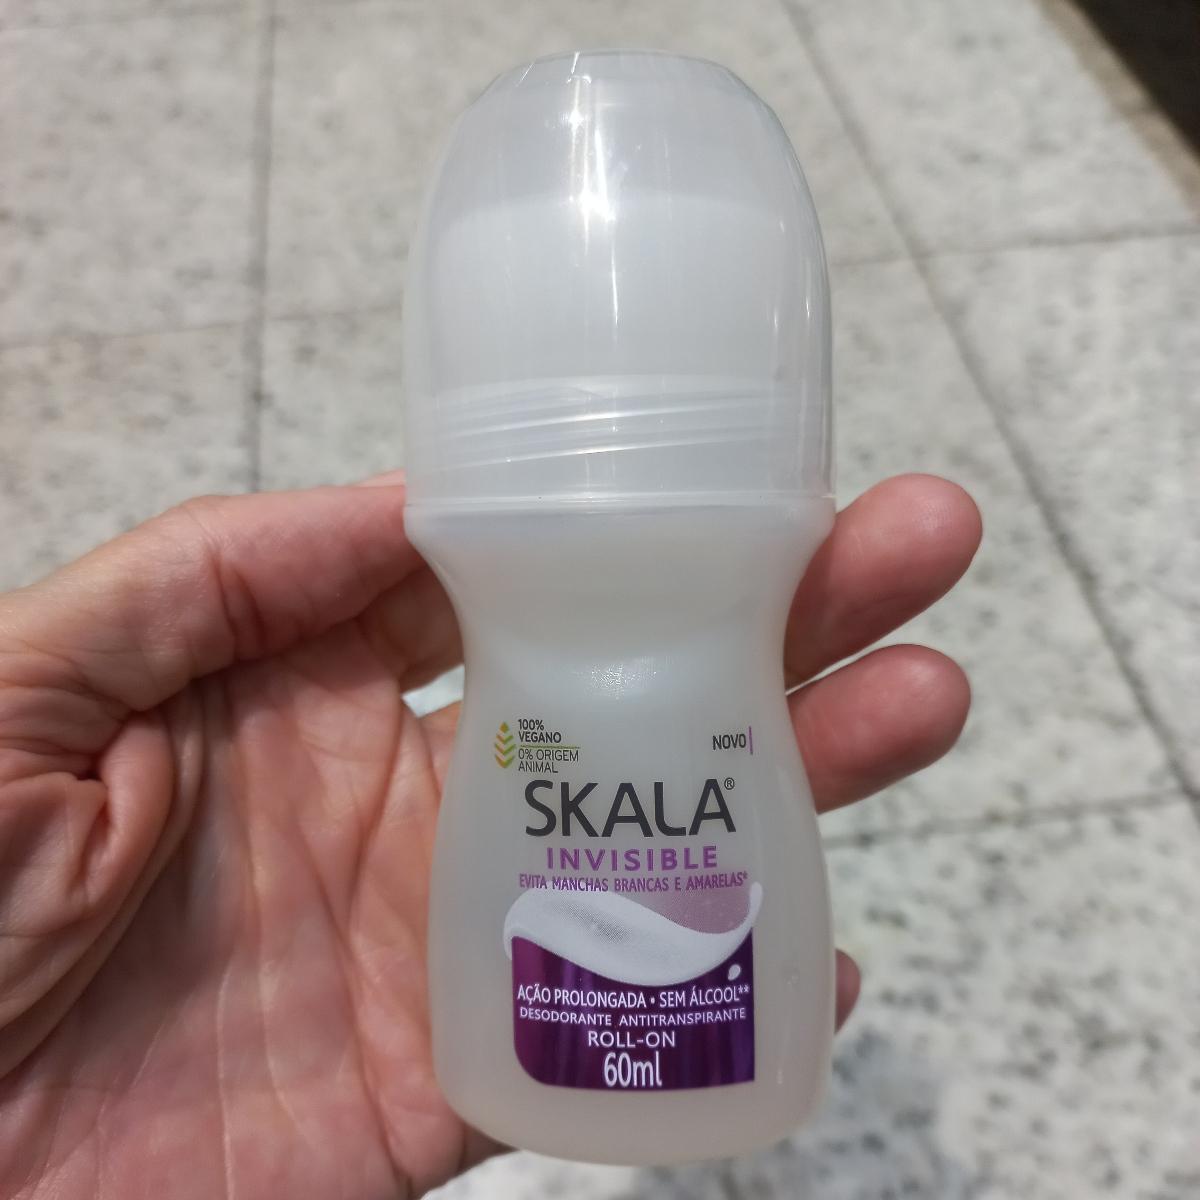 100%
VEGANO
0% ORIGEM
ANIMAL
NOVO
SKALA®
INVISIBLE
EVITA MANCHAS BRANCAS E AMARELAS*
AÇÃO PROLONGADA • SEM ÁLCOOL**
DESODORANTE ANTITRANSPIRANTE
ROLL-ON
60ml